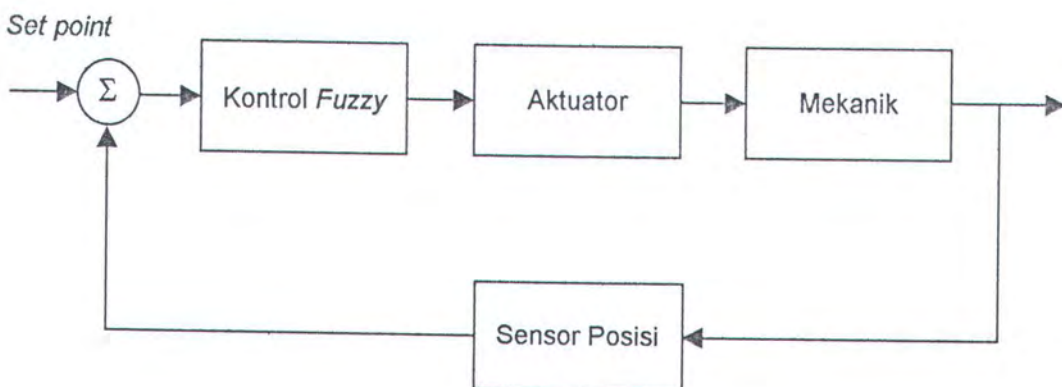 Set point
Σ
Kontrol Fuzzy
Aktuator
Mekanik
Sensor Posisi